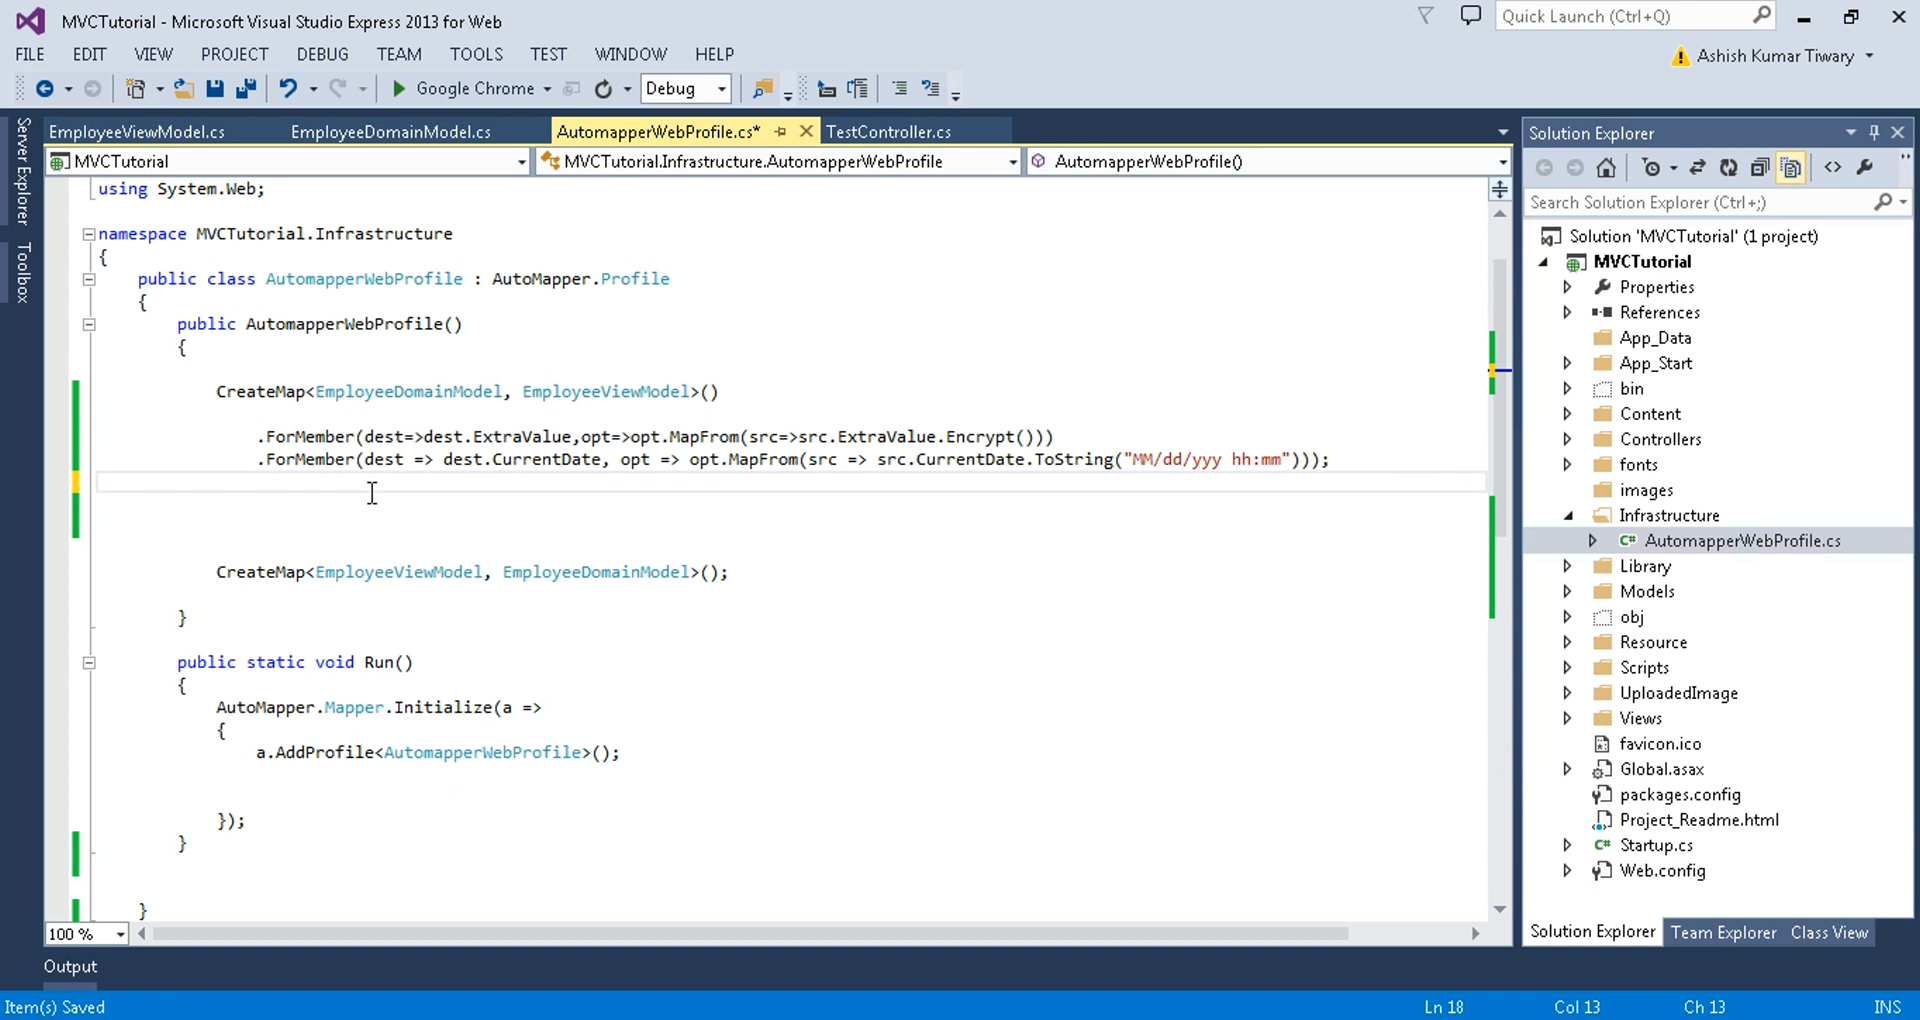 MVCTutorial - Microsoft Visual Studio Express 2013 for Web
Quick Launch (Ctrl+Q)
FILE EDIT VIEW PROJECT DEBUG TEAM TOOLS TEST WINDOW HELP
Ashish Kumar Tiwary
Google Chrome Debug
Server Explorer
Toolbox
EmployeeViewModel.cs EmployeeDomainModel.cs AutomapperWebProfile.cs* TestController.cs
MVCTutorial MVCTutorial.Infrastructure.AutomapperWebProfile AutomapperWebProfile()
using System.Web;
namespace MVCTutorial.Infrastructure
{
public class AutomapperWebProfile : AutoMapper.Profile
{
public AutomapperWebProfile()
{
CreateMap<EmployeeDomainModel, EmployeeViewModel>()
.ForMember(dest=>dest.ExtraValue,opt=>opt.MapFrom(src=>src.ExtraValue.Encrypt()))
.ForMember(dest => dest.CurrentDate, opt => opt.MapFrom(src => src.CurrentDate.ToString("MM/dd/yyy hh:mm")));
CreateMap<EmployeeViewModel, EmployeeDomainModel>();
}
public static void Run()
{
AutoMapper.Mapper.Initialize(a =>
{
a.AddProfile<AutomapperWebProfile>();
});
}
}
100 %
Solution Explorer
Search Solution Explorer (Ctrl+;)
Solution 'MVCTutorial' (1 project)
MVCTutorial
Properties
References
App_Data
App_Start
bin
Content
Controllers
fonts
images
Infrastructure
C# AutomapperWebProfile.cs
Library
Models
obj
Resource
Scripts
UploadedImage
Views
favicon.ico
Global.asax
packages.config
Project_Readme.html
C# Startup.cs
Web.config
Solution Explorer Team Explorer Class View
Output
Item(s) Saved
Ln 18 Col 13 Ch 13 INS